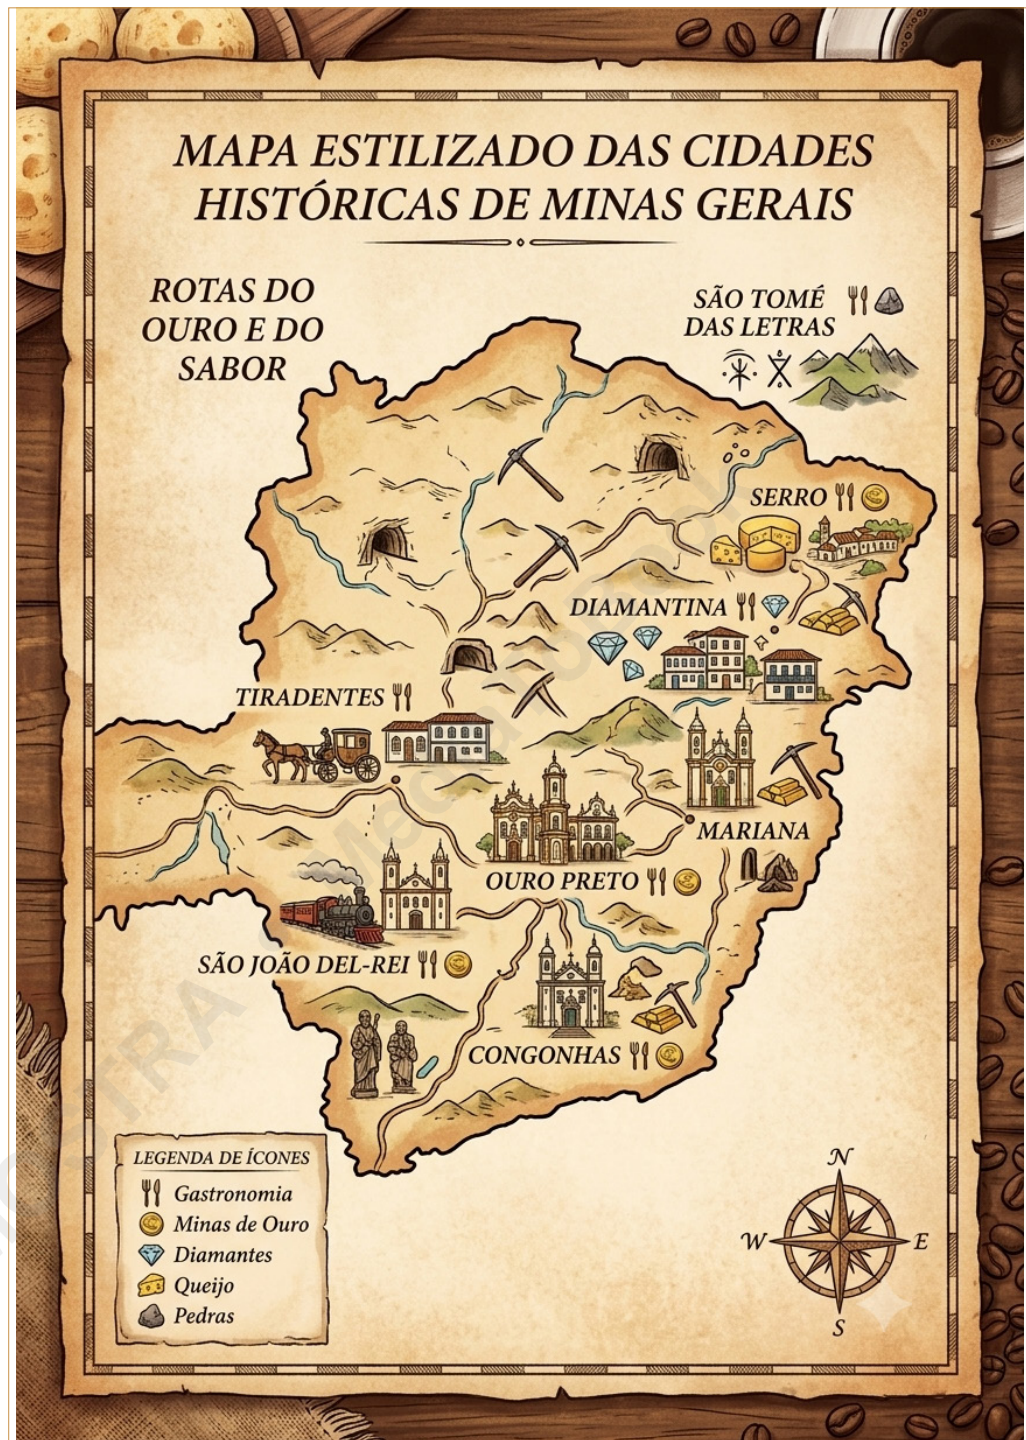 MAPA ESTILIZADO DAS CIDADES
HISTÓRICAS DE MINAS GERAIS
ROTAS DO
OURO E DO
SABOR
SÃO TOMÉ
DAS LETRAS
SERRO
DIAMANTINA
TIRADENTES
MARIANA
OURO PRETO
SÃO JOÃO DEL-REI
CONGONHAS
LEGENDA DE ÍCONES
Gastronomia
Minas de Ouro
Diamantes
Queijo
Pedras
N
W
E
S